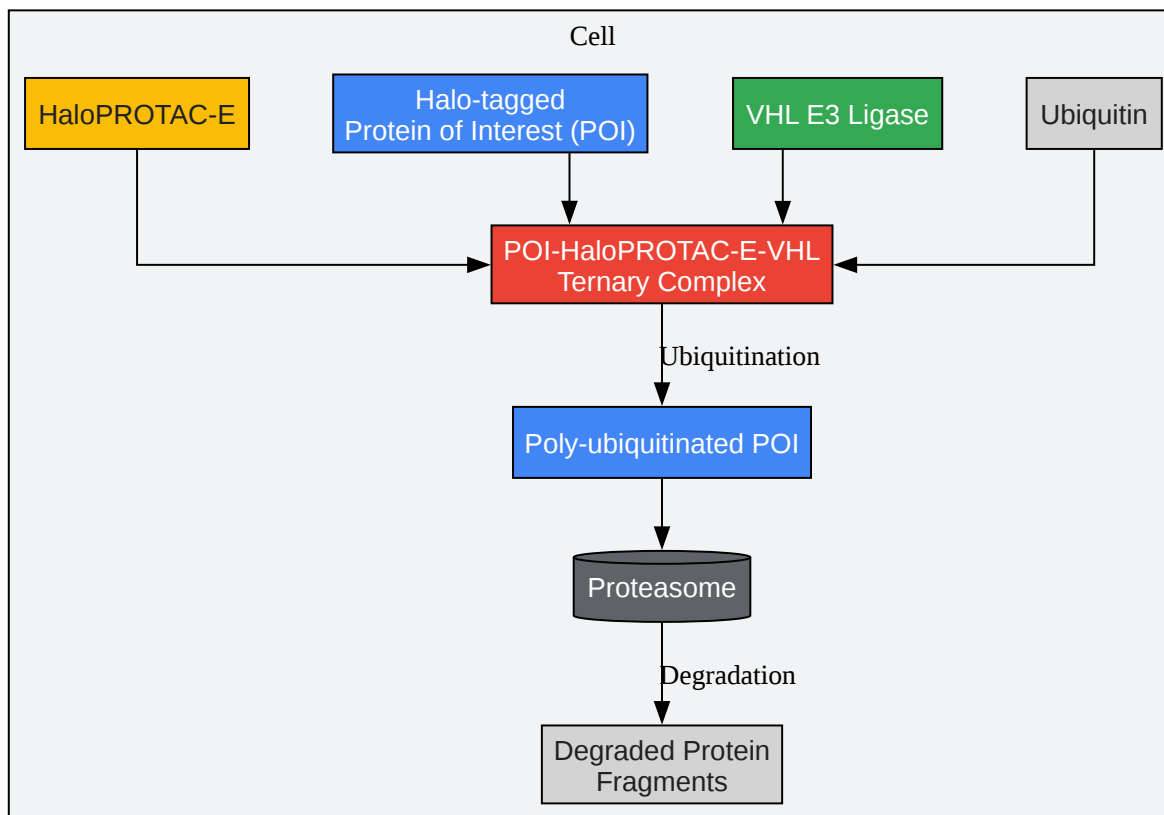 Cell
HaloPROTAC-E
Halo-tagged
Protein of Interest (POI)
VHL E3 Ligase
Ubiquitin
POI-HaloPROTAC-E-VHL
Ternary Complex
Ubiquitination
Poly-ubiquitinated POI
Proteasome
Degradation
Degraded Protein
Fragments